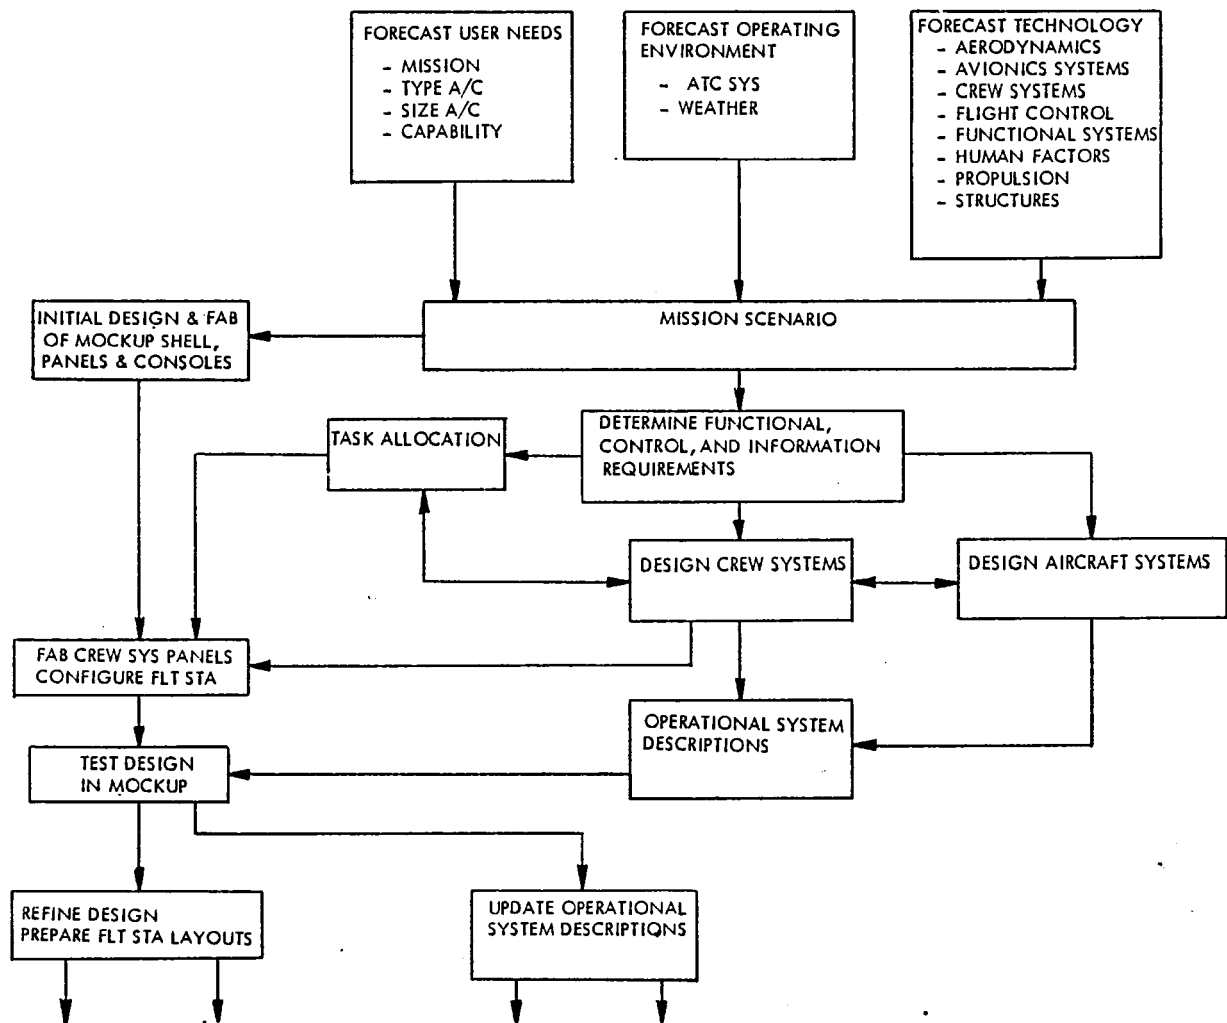 FORECAST USER NEEDS
- MISSION
- TYPE A/C
- SIZE A/C
- CAPABILITY
FORECAST OPERATING
ENVIRONMENT
- ATC SYS
- WEATHER
FORECAST TECHNOLOGY
- AERODYNAMICS
- AVIONICS SYSTEMS
- CREW SYSTEMS
- FLIGHT CONTROL
- FUNCTIONAL SYSTEMS
- HUMAN FACTORS
- PROPULSION
- STRUCTURES
INITIAL DESIGN & FAB
OF MOCKUP SHELL,
PANELS & CONSOLES
MISSION SCENARIO
TASK ALLOCATION
DETERMINE FUNCTIONAL,
CONTROL, AND INFORMATION
REQUIREMENTS
DESIGN CREW SYSTEMS
DESIGN AIRCRAFT SYSTEMS
FAB CREW SYS PANELS
CONFIGURE FLT STA
OPERATIONAL SYSTEM
DESCRIPTIONS
TEST DESIGN
IN MOCKUP
REFINE DESIGN
PREPARE FLT STA LAYOUTS
UPDATE OPERATIONAL
SYSTEM DESCRIPTIONS